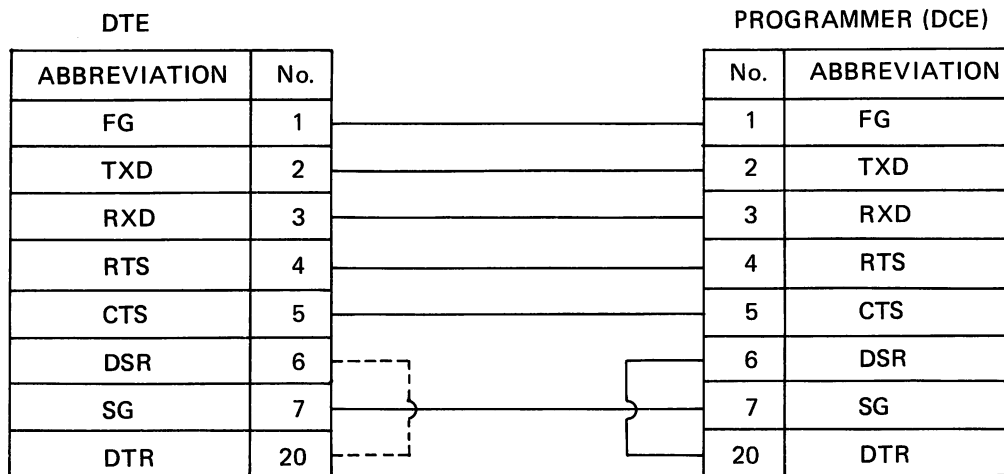 DTE PROGRAMMER (DCE)
ABBREVIATION No. No. ABBREVIATION
FG 1 1 FG
TXD 2 2 TXD
RXD 3 3 RXD
RTS 4 4 RTS
CTS 5 5 CTS
DSR 6 6 DSR
SG 7 7 SG
DTR 20 20 DTR